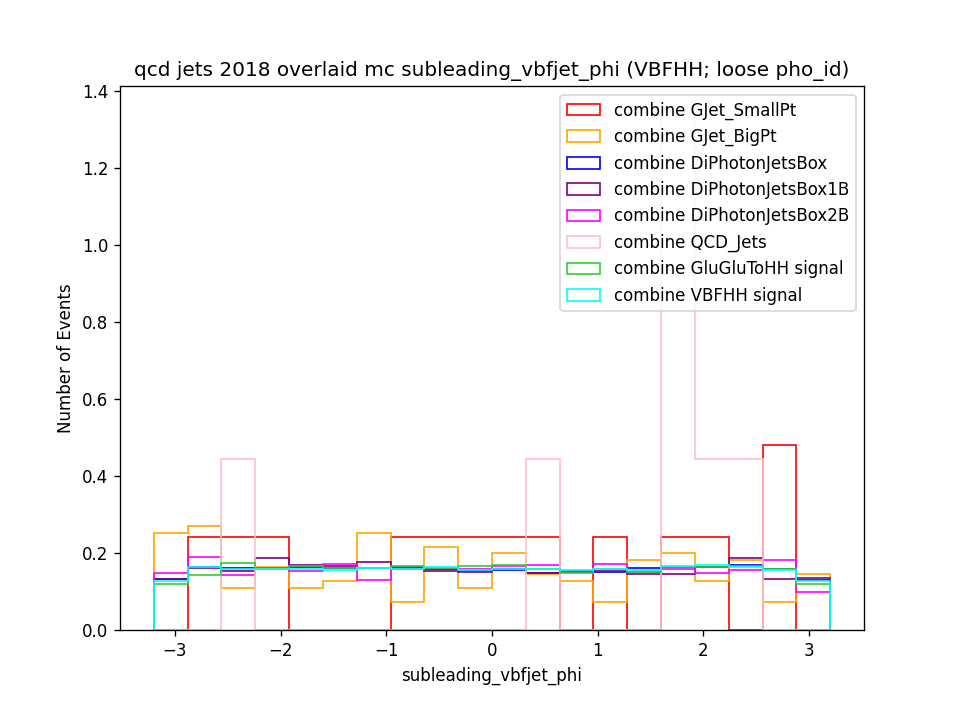 qcd jets 2018 overlaid mc subleading_vbfjet_phi (VBFHH; loose pho_id)
combine GJet_SmallPt
combine GJet_BigPt
combine DiPhotonJetsBox
combine DiPhotonJetsBox1B
combine DiPhotonJetsBox2B
combine QCD_Jets
combine GluGluToHH signal
combine VBFHH signal
Number of Events
1.4
1.2
1.0
0.8
0.6
0.4
0.2
0.0
−3 −2 −1 0 1 2 3
subleading_vbfjet_phi